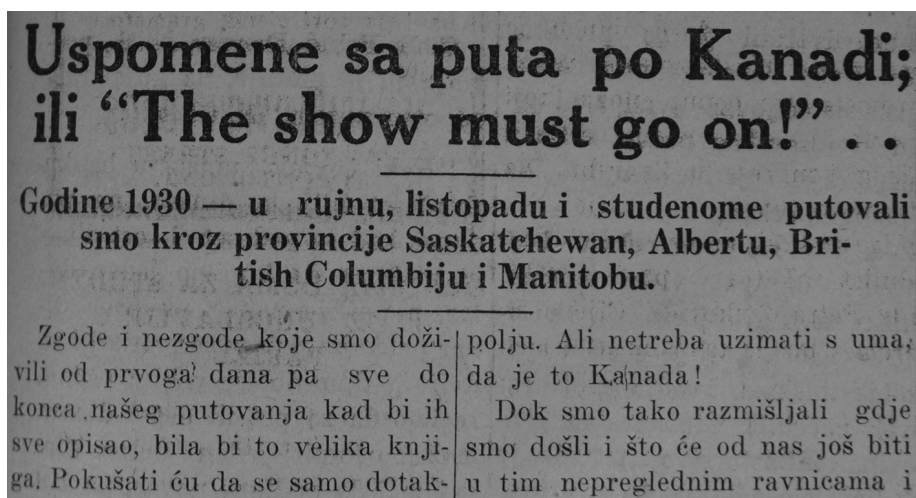 Uspomene sa puta po Kanadi;
ili “The show must go on!” . .
Godine 1930 — u rujnu, listopadu i studenome putovali
smo kroz provincije Saskatchewan, Albertu, Bri-
tish Columbiju i Manitobu.
Zgode i nezgode koje smo doži-
vili od prvoga dana pa sve do
konca našeg putovanja kad bi ih
sve opisao, bila bi to velika knji-
ga. Pokušati ću da se samo dotak-
polju. Ali netreba uzimati s uma,
da je to Kanada!
Dok smo tako razmišljali gdje
smo došli i što će od nas još biti
u tim nepreglednim ravnicama i